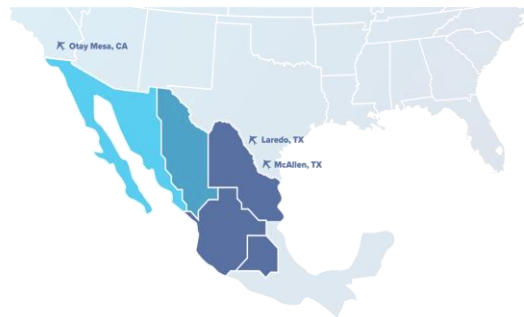 Otay Mesa, CA
Laredo, TX
McAllen, TX